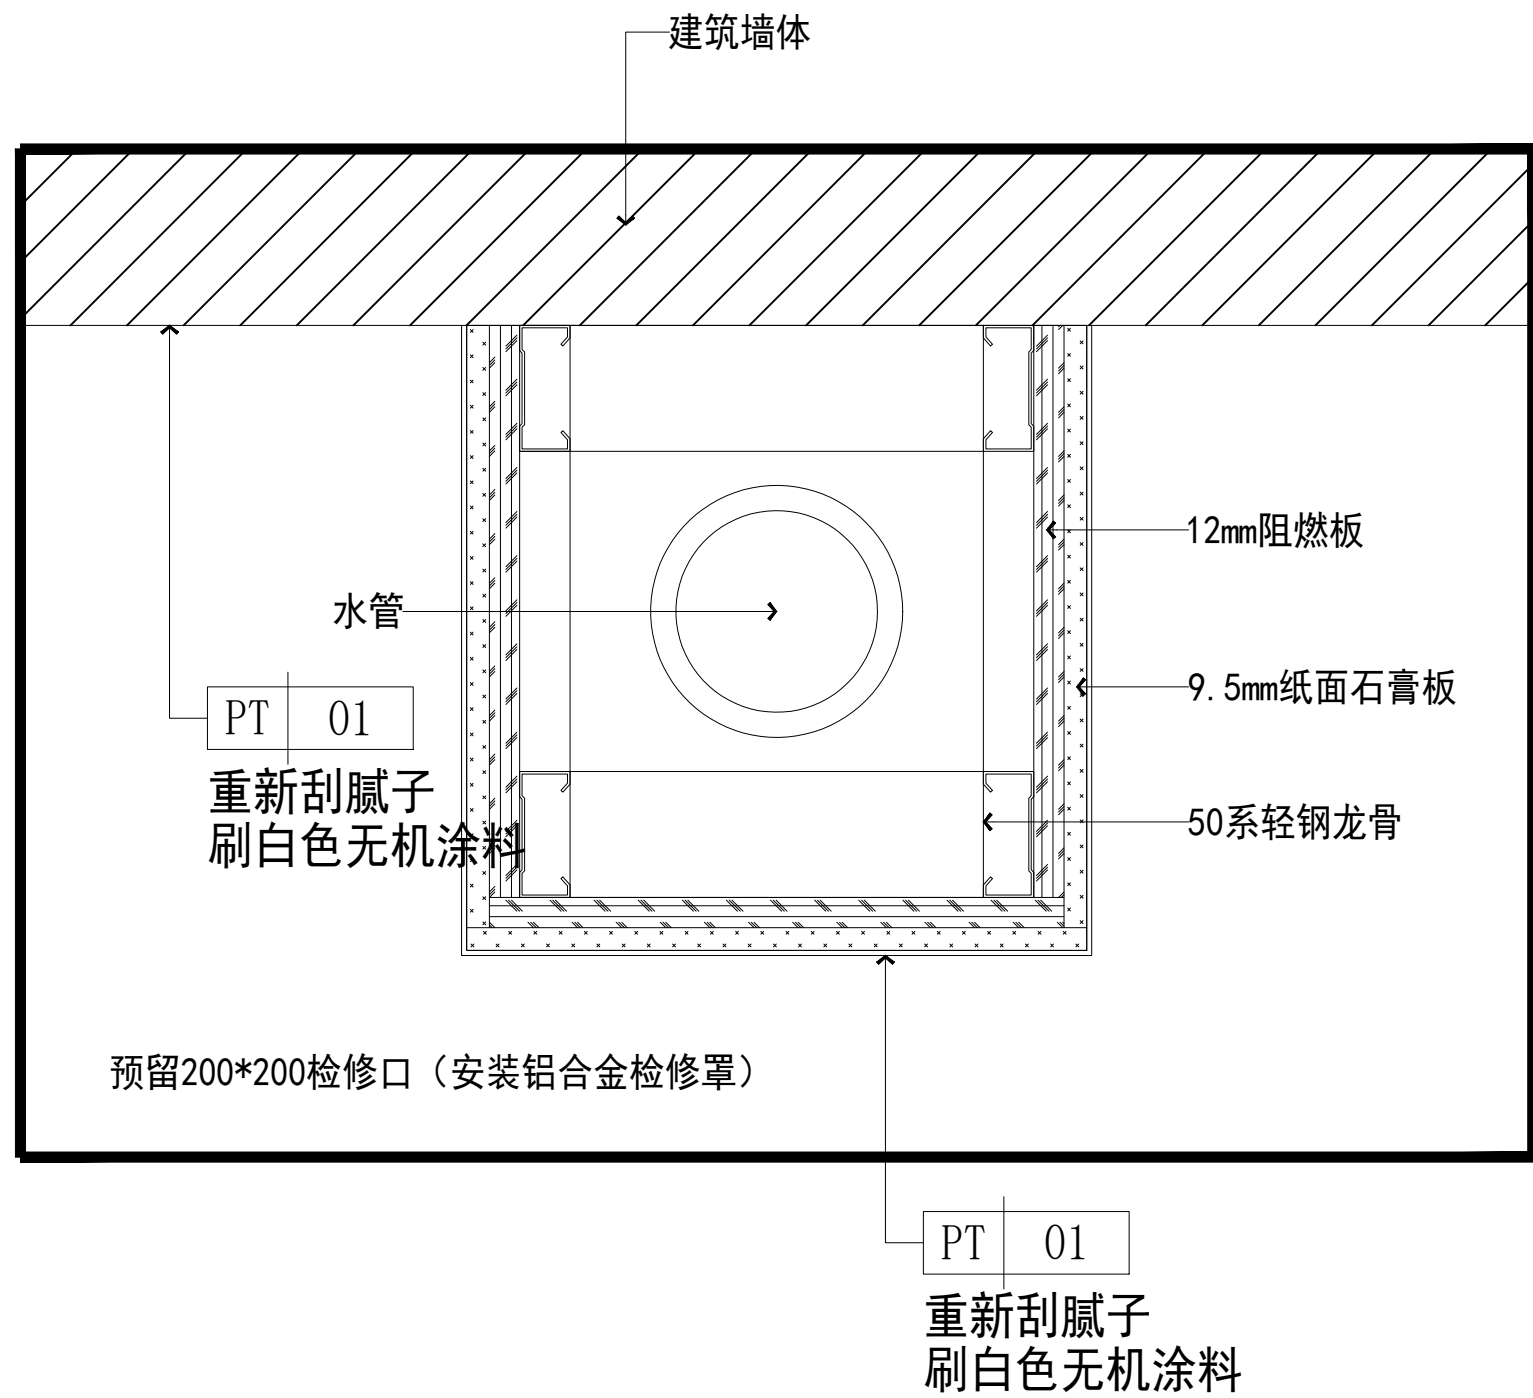 建筑墙体
12mm阻燃板
水管
9.5mm纸面石膏板
PT 01
重新刮腻子
刷白色无机涂料
50系轻钢龙骨
预留200*200检修口（安装铝合金检修罩）
PT 01
重新刮腻子
刷白色无机涂料